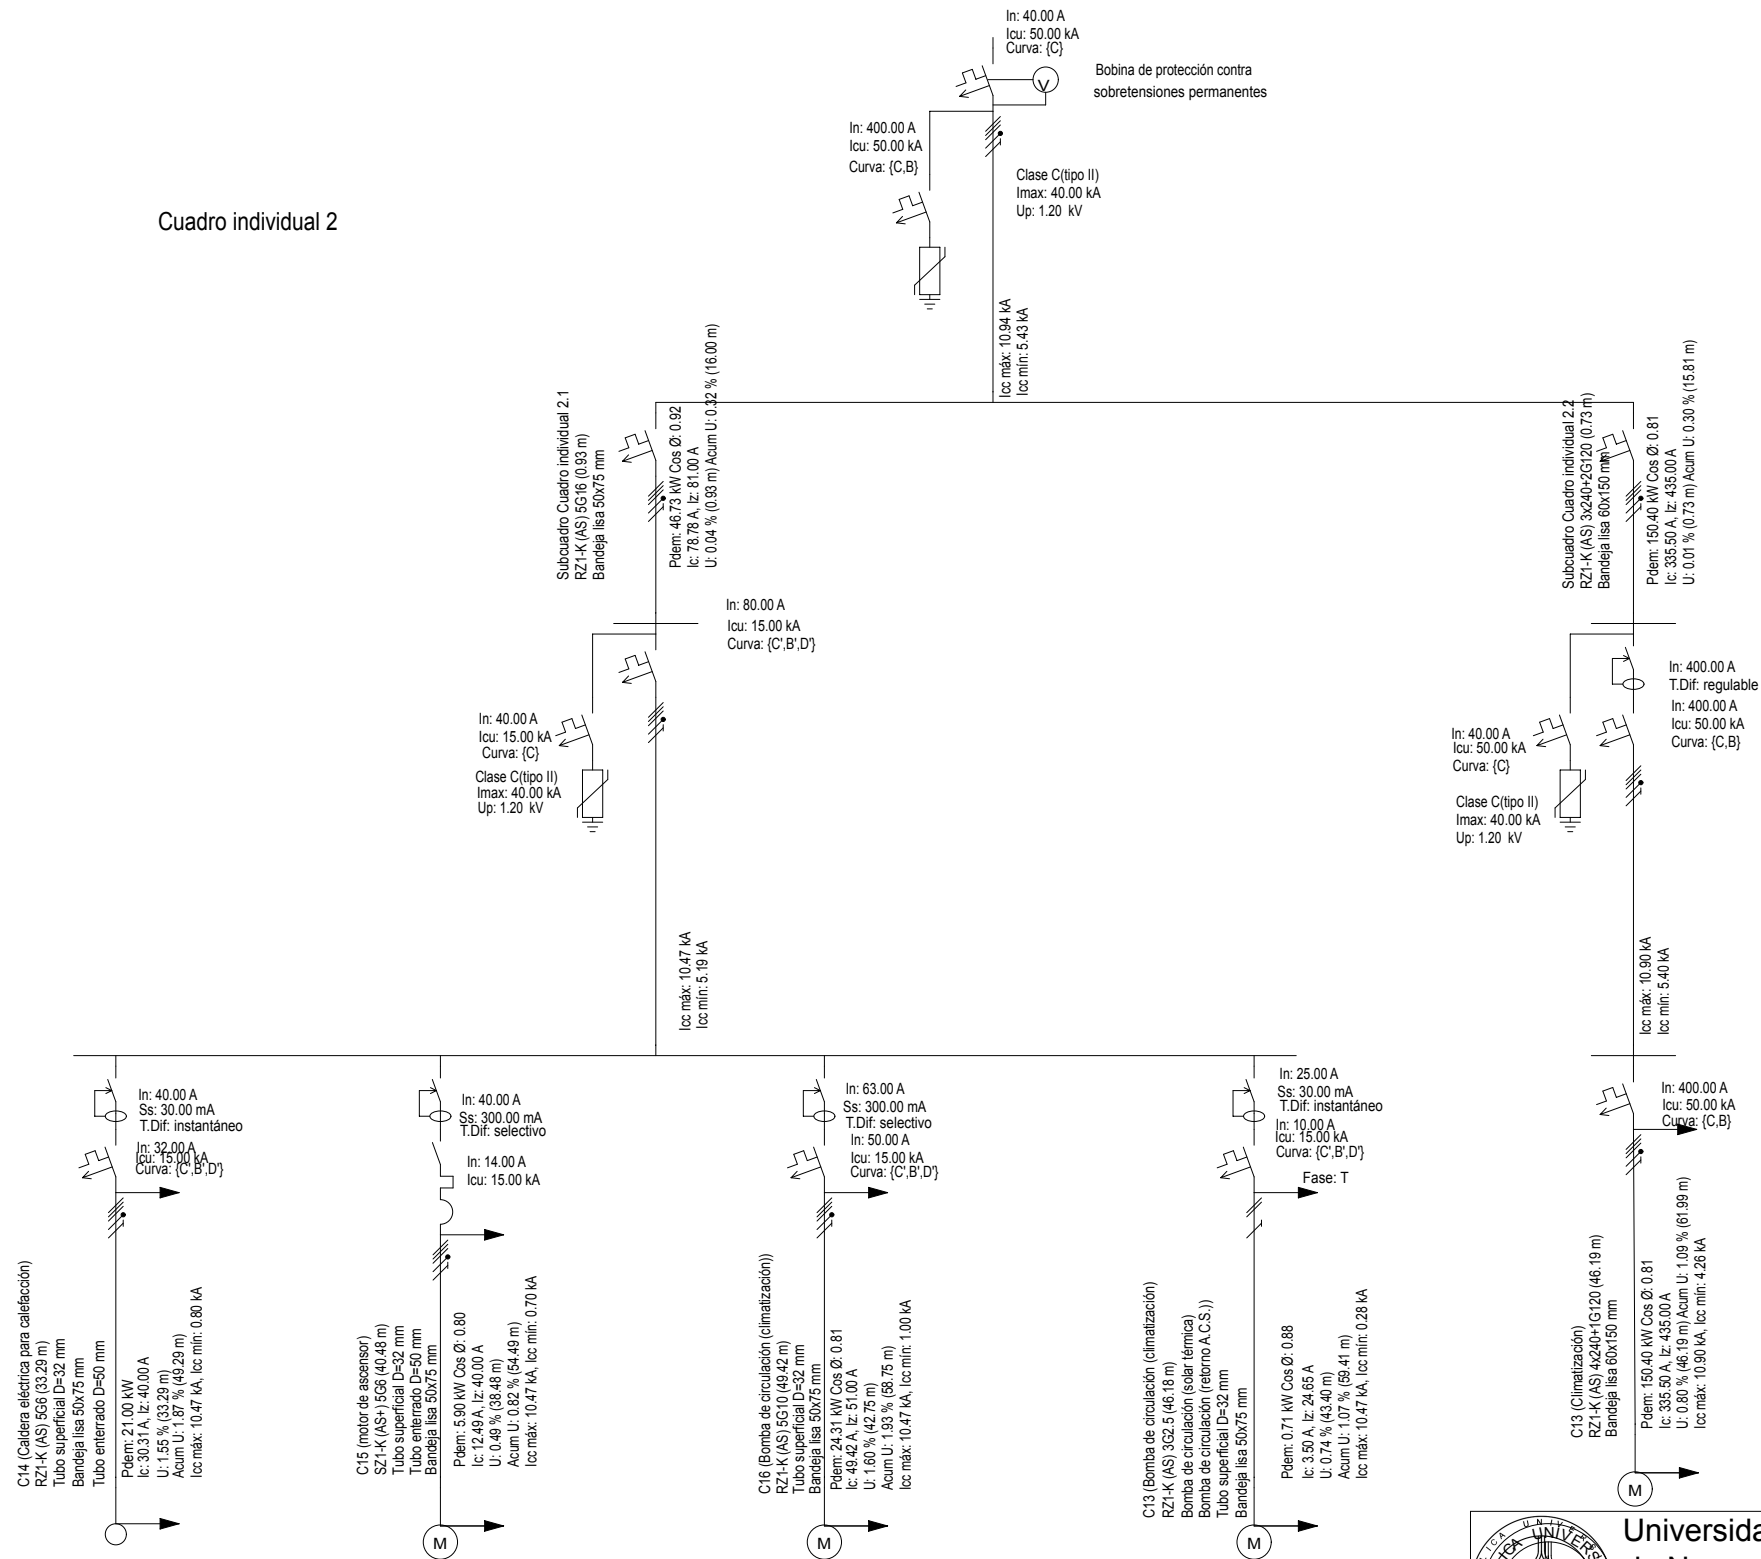 In: 40.00 A
Icu: 50.00 kA
Curva: {C}
V
Bobina de protección contra
sobretensiones permanentes
In: 400.00 A
Icu: 50.00 kA
Curva: {C,B}
Clase C(tipo II)
Imax: 40.00 kA
Up: 1.20 kV
Cuadro individual 2
Icc máx: 10.94 kA
Icc mín: 5.43 kA
Subcuadro Cuadro individual 2.1
RZ1-K (AS) 5G16 (0.93 m)
Bandeja lisa 50x75 mm
Pdem: 46.73 kW Cos Ø: 0.92
Ic: 78.78 A, Iz: 81.00 A
U: 0.04 % (0.93 m) Acum U: 0.32 % (16.00 m)
Subcuadro Cuadro individual 2.2
RZ1-K (AS) 3x240+2G120 (0.73 m)
Bandeja lisa 60x150 mm
Pdem: 150.40 kW Cos Ø: 0.81
Ic: 335.50 A, Iz: 435.00 A
U: 0.01 % (0.73 m) Acum U: 0.30 % (15.81 m)
In: 80.00 A
Icu: 15.00 kA
Curva: {C',B',D'}
In: 40.00 A
Icu: 15.00 kA
Curva: {C}
Clase C(tipo II)
Imax: 40.00 kA
Up: 1.20 kV
In: 400.00 A
T.Dif: regulable
In: 400.00 A
Icu: 50.00 kA
Curva: {C,B}
In: 40.00 A
Icu: 50.00 kA
Curva: {C}
Clase C(tipo II)
Imax: 40.00 kA
Up: 1.20 kV
Icc máx: 10.47 kA
Icc mín: 5.19 kA
Icc máx: 10.90 kA
Icc mín: 5.40 kA
In: 40.00 A
Ss: 30.00 mA
T.Dif: instantáneo
In: 32.00 A
Icu: 15.00 kA
Curva: {C',B',D'}
In: 40.00 A
Ss: 300.00 mA
T.Dif: selectivo
In: 14.00 A
Icu: 15.00 kA
In: 63.00 A
Ss: 300.00 mA
T.Dif: selectivo
In: 50.00 A
Icu: 15.00 kA
Curva: {C',B',D'}
In: 25.00 A
Ss: 30.00 mA
T.Dif: instantáneo
In: 10.00 A
Icu: 15.00 kA
Curva: {C',B',D'}
Fase: T
In: 400.00 A
Icu: 50.00 kA
Curva: {C,B}
C14 (Caldera eléctrica para calefacción)
RZ1-K (AS) 5G6 (33.29 m)
Tubo superficial D=32 mm
Bandeja lisa 50x75 mm
Tubo enterrado D=50 mm
Pdem: 21.00 kW
Ic: 30.31 A, Iz: 40.00 A
U: 1.55 % (33.29 m)
Acum U: 1.87 % (49.29 m)
Icc máx: 10.47 kA, Icc mín: 0.80 kA
C15 (motor de ascensor)
SZ1-K (AS+) 5G6 (40.48 m)
Tubo superficial D=32 mm
Tubo enterrado D=50 mm
Bandeja lisa 50x75 mm
Pdem: 5.90 kW Cos Ø: 0.80
Ic: 12.49 A, Iz: 40.00 A
U: 0.49 % (38.48 m)
Acum U: 0.82 % (54.49 m)
Icc máx: 10.47 kA, Icc mín: 0.70 kA
M
C16 (Bomba de circulación (climatización))
RZ1-K (AS) 5G10 (49.42 m)
Tubo superficial D=32 mm
Bandeja lisa 50x75 mm
Pdem: 24.31 kW Cos Ø: 0.81
Ic: 49.42 A, Iz: 51.00 A
U: 1.60 % (42.75 m)
Acum U: 1.93 % (58.75 m)
Icc máx: 10.47 kA, Icc mín: 1.00 kA
M
C13 (Bomba de circulación (climatización)
RZ1-K (AS) 3G2.5 (46.18 m)
Bomba de circulación (solar térmica)
Bomba de circulación (retorno A.C.S.))
Tubo superficial D=32 mm
Bandeja lisa 50x75 mm
Pdem: 0.71 kW Cos Ø: 0.88
Ic: 3.50 A, Iz: 24.65 A
U: 0.74 % (43.40 m)
Acum U: 1.07 % (59.41 m)
Icc máx: 10.47 kA, Icc mín: 0.28 kA
M
C13 (Climatización)
RZ1-K (AS) 4x240+1G120 (46.19 m)
Bandeja lisa 60x150 mm
Pdem: 150.40 kW Cos Ø: 0.81
Ic: 335.50 A, Iz: 435.00 A
U: 0.80 % (46.19 m) Acum U: 1.09 % (61.99 m)
Icc máx: 10.90 kA, Icc mín: 4.26 kA
M